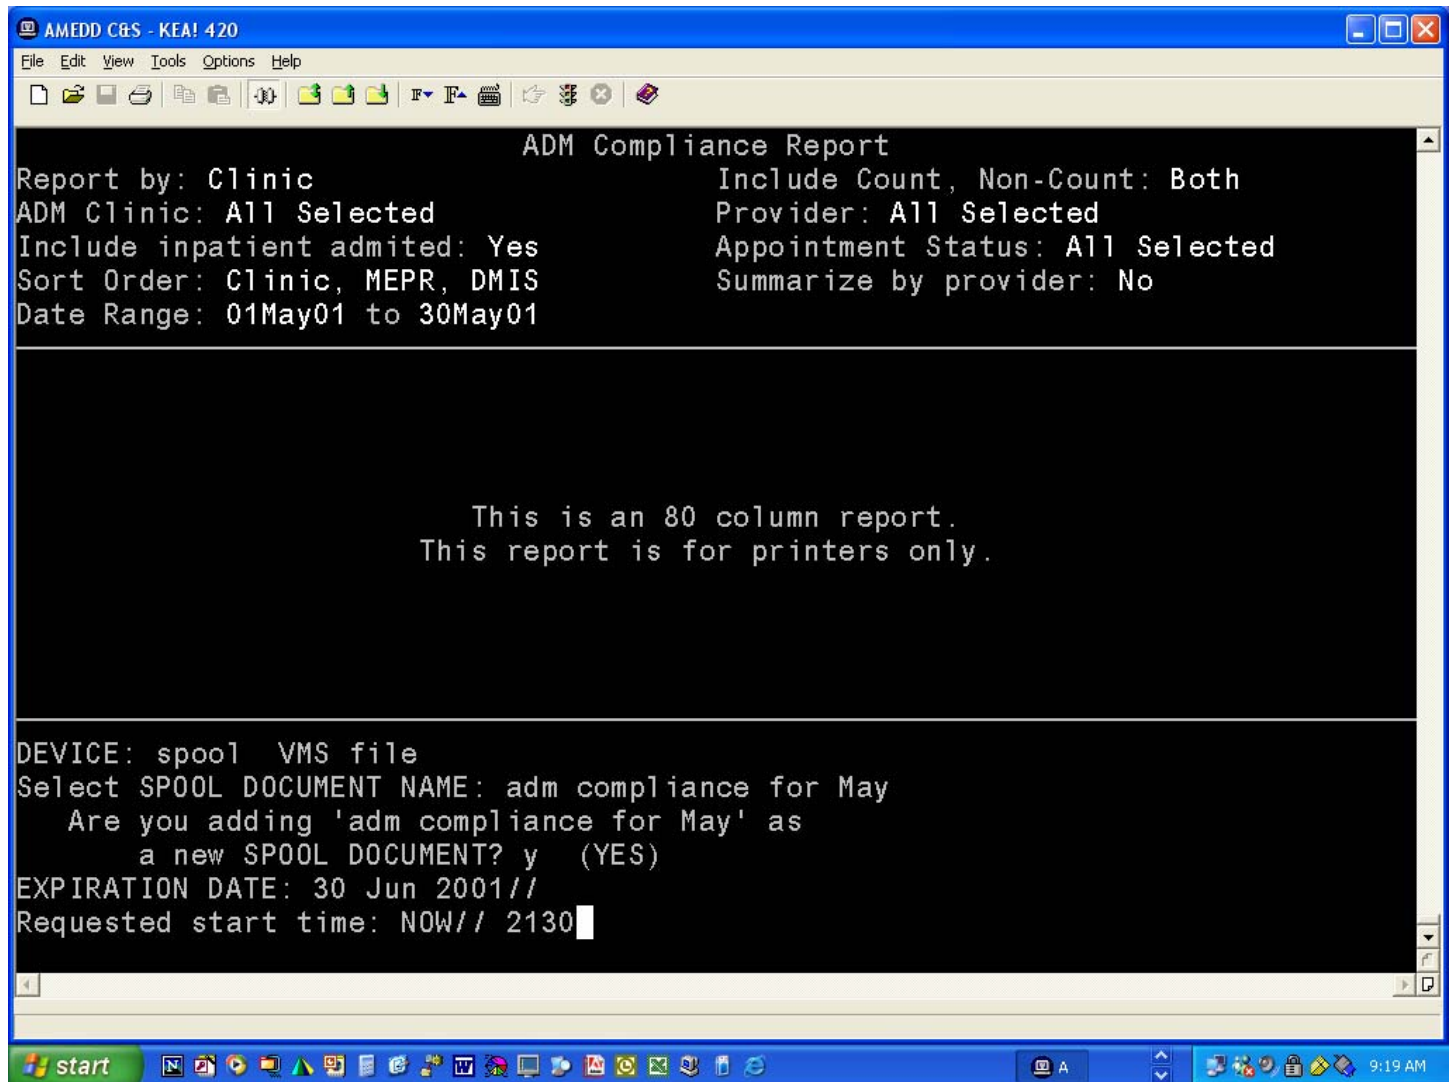 AMEDD C&S - KEA! 420
File Edit View Tools Options Help
ADM Compliance Report
Report by: Clinic Include Count, Non-Count: Both
ADM Clinic: All Selected Provider: All Selected
Include inpatient admited: Yes Appointment Status: All Selected
Sort Order: Clinic, MEPR, DMIS Summarize by provider: No
Date Range: 01May01 to 30May01
This is an 80 column report.
This report is for printers only.
DEVICE: spool VMS file
Select SPOOL DOCUMENT NAME: adm compliance for May
Are you adding 'adm compliance for May' as
a new SPOOL DOCUMENT? y (YES)
EXPIRATION DATE: 30 Jun 2001//
Requested start time: NOW// 2130
start A 9:19 AM